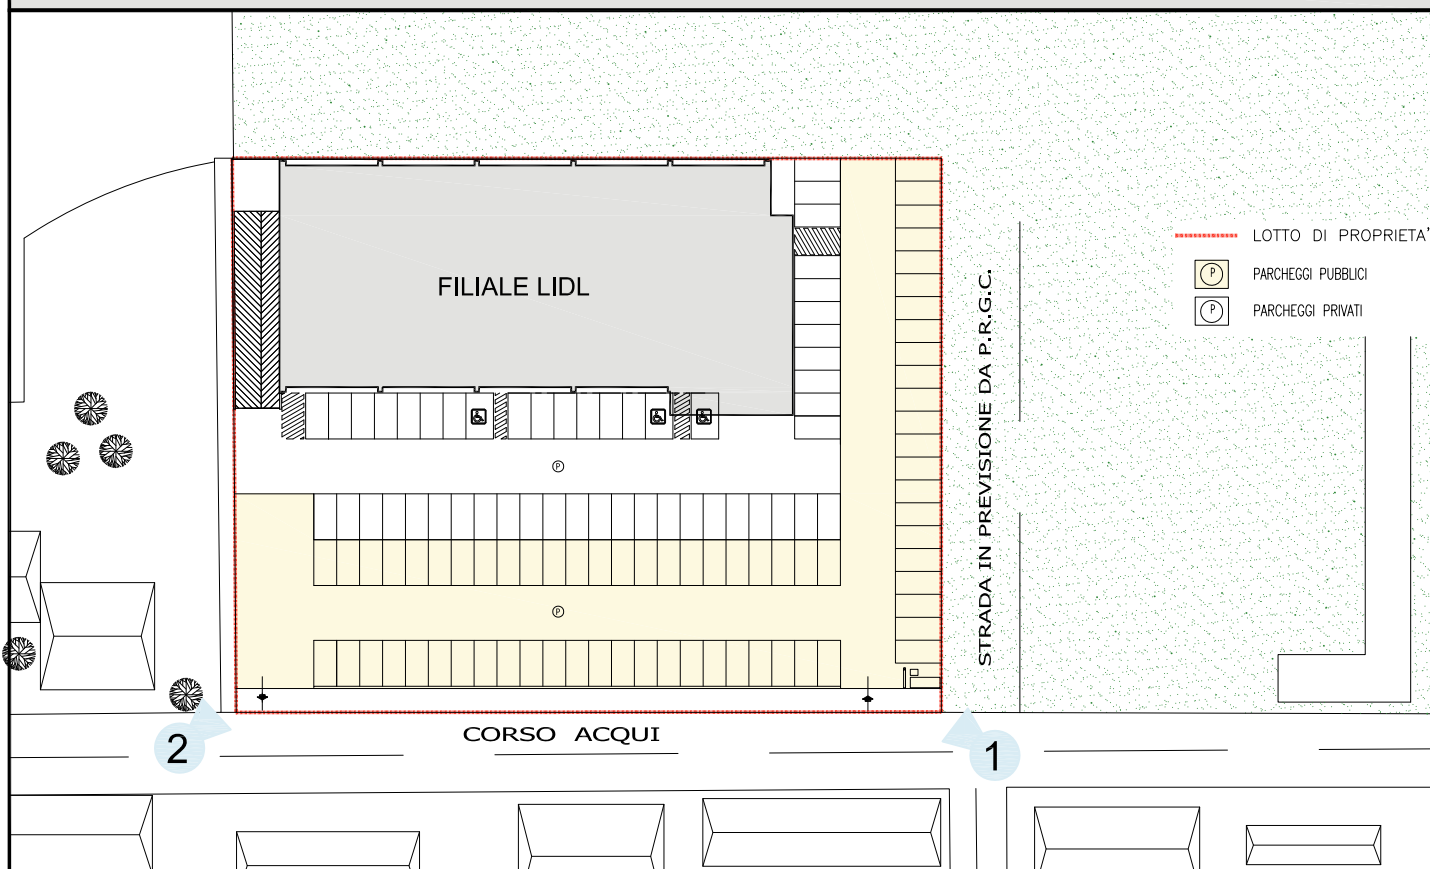 FILIALE LIDL
LOTTO DI PROPRIETA'
P PARCHEGGI PUBBLICI
P PARCHEGGI PRIVATI
STRADA IN PREVISIONE DA P.R.G.C.
P
P
CORSO ACQUI
2
1